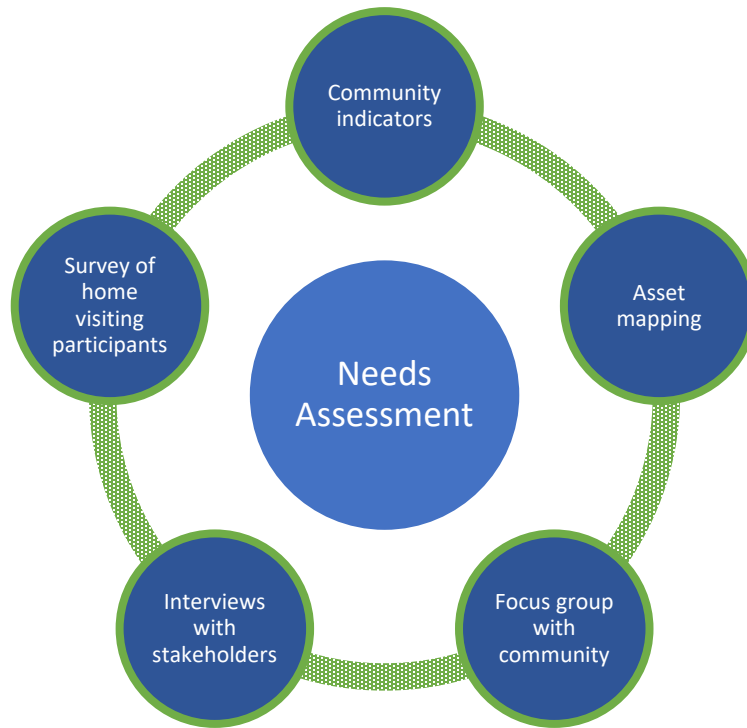 Community
indicators
Asset
mapping
Focus group
with
community
Interviews
with
stakeholders
Survey of
home
visiting
participants
Needs
Assessment